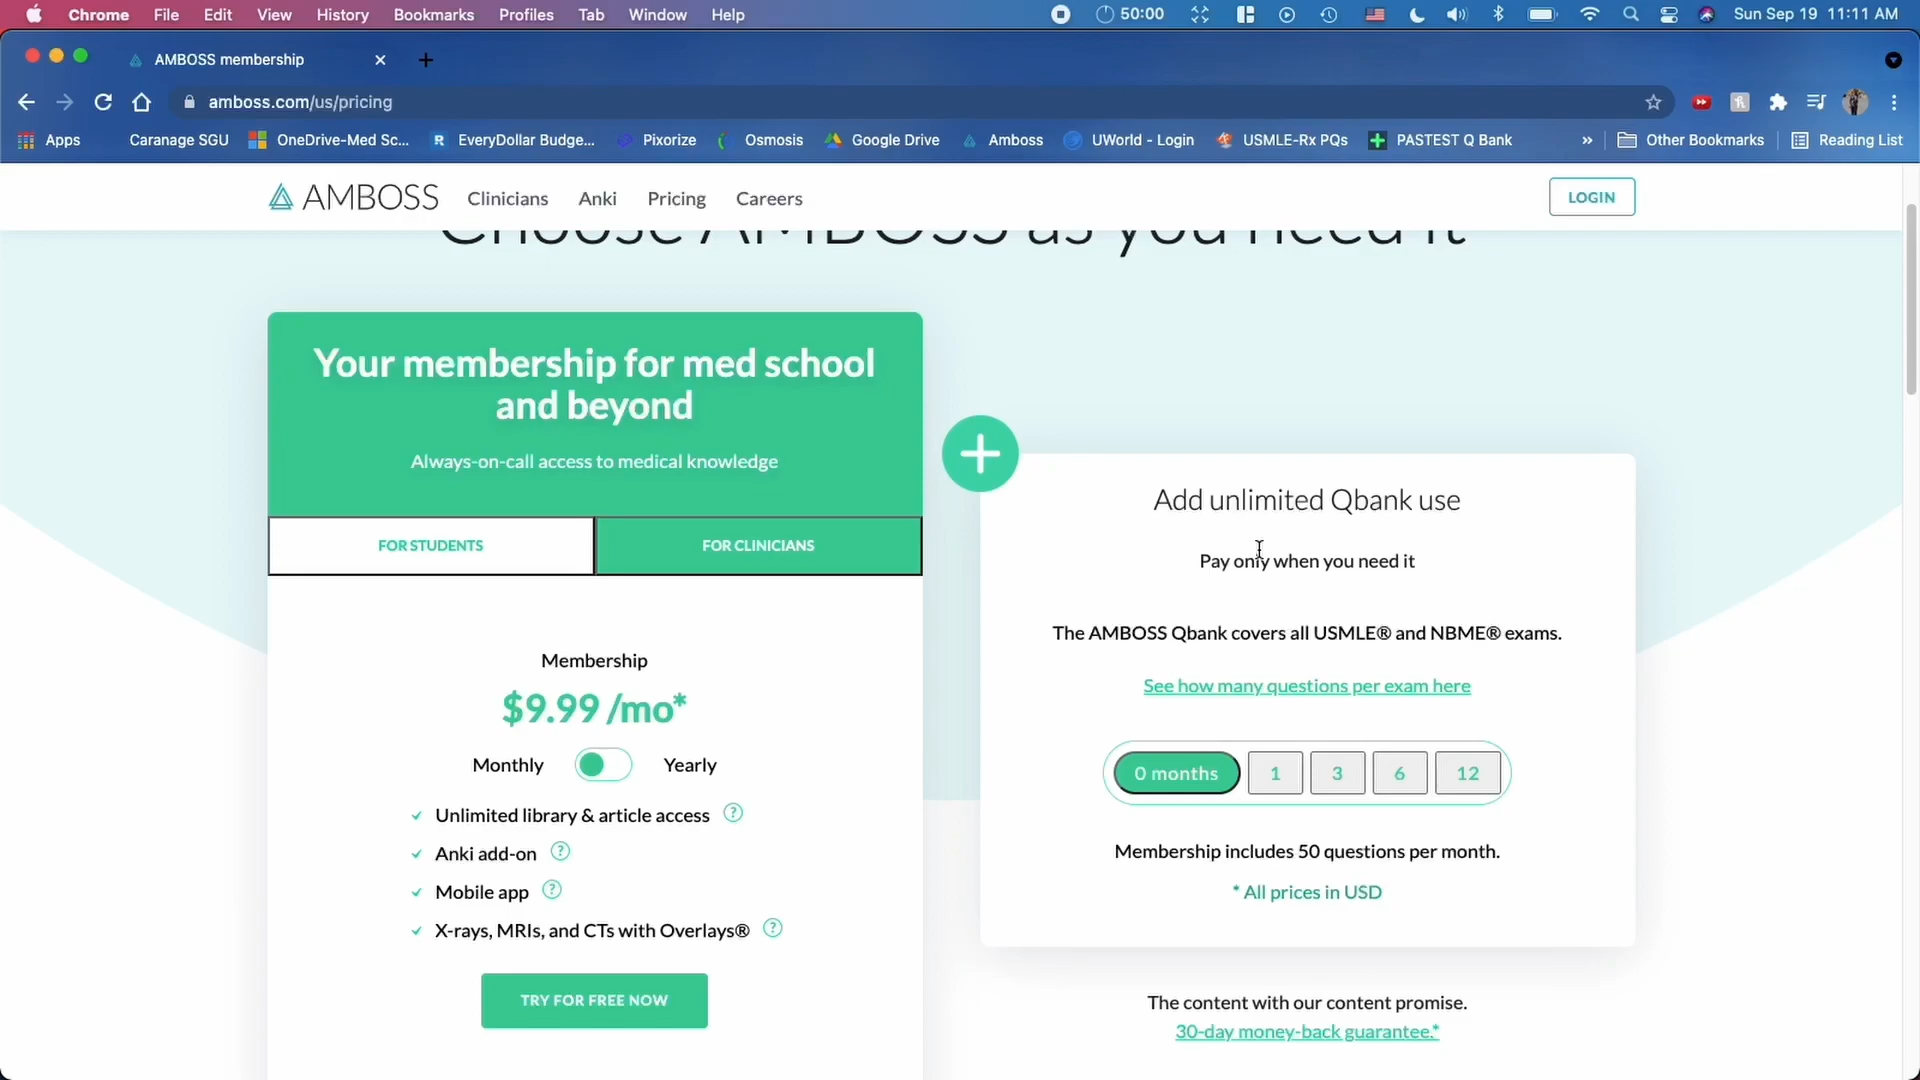 Chrome File Edit View History Bookmarks Profiles Tab Window Help 50:00 Sun Sep 19 11:11 AM
AMBOSS membership
amboss.com/us/pricing
Apps Caranage SGU OneDrive-Med Sc... R EveryDollar Budge... Pixorize Osmosis Google Drive Amboss UWorld - Login USMLE-Rx PQs PASTEST Q Bank » Other Bookmarks Reading List
AMBOSS Clinicians Anki Pricing Careers LOGIN
Choose AMBOSS as you need it
Your membership for med school
and beyond
Always-on-call access to medical knowledge
FOR STUDENTS FOR CLINICIANS
Membership
$9.99 /mo*
Monthly Yearly
Unlimited library & article access ?
Anki add-on ?
Mobile app ?
X-rays, MRIs, and CTs with Overlays® ?
TRY FOR FREE NOW
Add unlimited Qbank use
Pay only when you need it
The AMBOSS Qbank covers all USMLE® and NBME® exams.
See how many questions per exam here
0 months 1 3 6 12
Membership includes 50 questions per month.
* All prices in USD
The content with our content promise.
30-day money-back guarantee.*